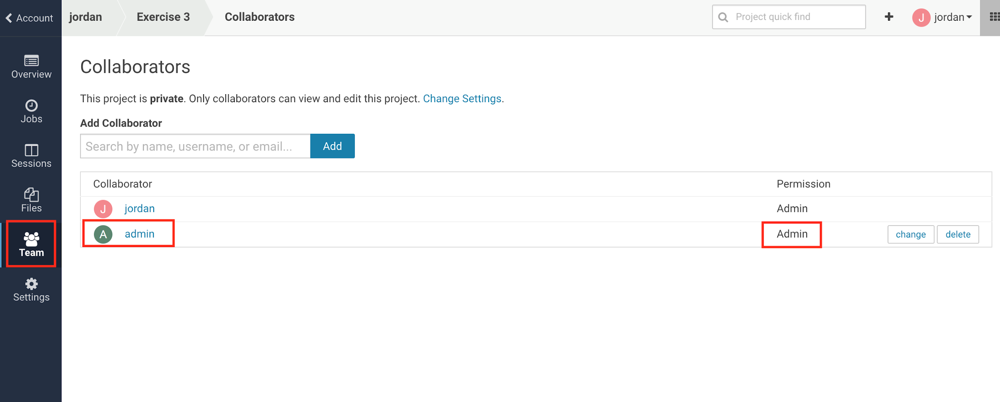 Account
jordan
Exercise 3
Collaborators
Project quick find
J
jordan
Overview
Jobs
Sessions
Files
Team
Settings
Collaborators
This project is private. Only collaborators can view and edit this project. Change Settings.
Add Collaborator
Search by name, username, or email...
Add
Collaborator
Permission
J
jordan
Admin
A
admin
Admin
change
delete